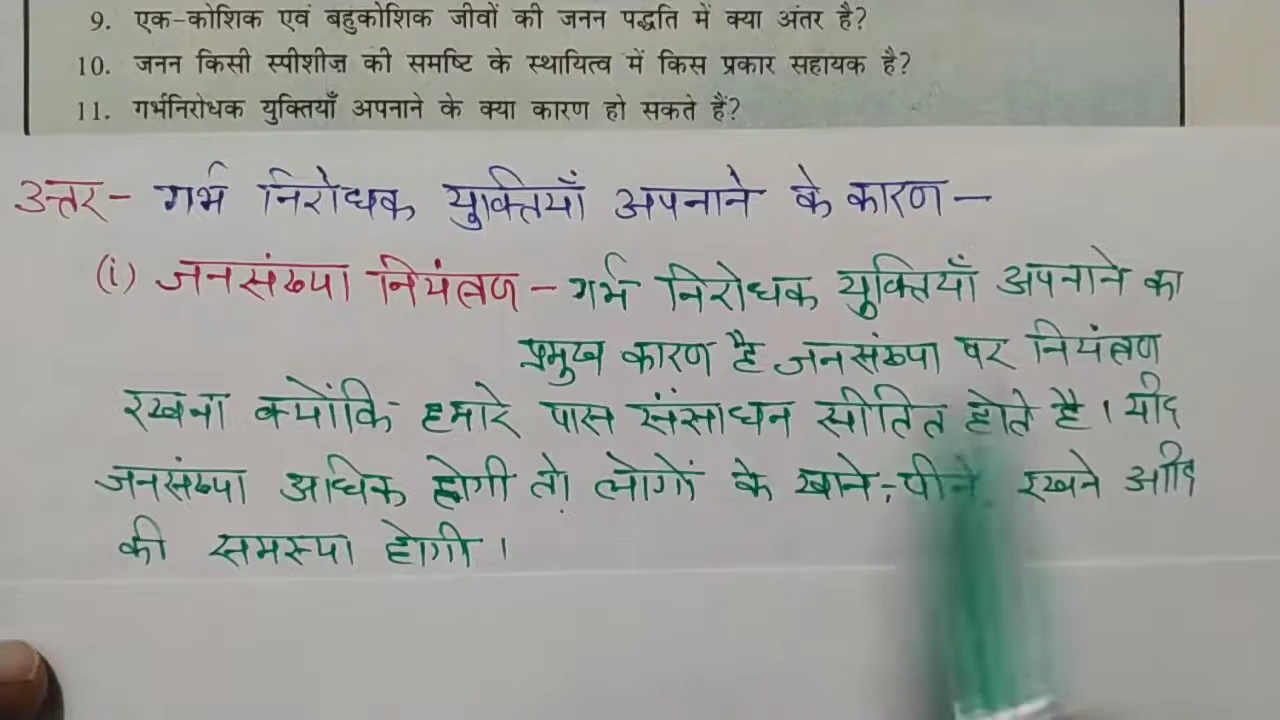 9. एक-कोशिक एवं बहुकोशिक जीवों की जनन पद्धति में क्या अंतर है?
10. जनन किसी स्पीशीज़ की समष्टि के स्थायित्व में किस प्रकार सहायक है?
11. गर्भनिरोधक युक्तियाँ अपनाने के क्या कारण हो सकते हैं?
उत्तर- गर्भ निरोधक युक्तियाँ अपनाने के कारण-
(i) जनसंख्या नियंत्रण - गर्भ निरोधक युक्तियाँ अपनाने का
प्रमुख कारण है जनसंख्या पर नियंत्रण
रखना क्योंकि हमारे पास संसाधन सीतित होते है। यदि
जनसंख्या अधिक होगी तो लोगों के खाने-पीने रखने आदि
की समस्या होगी।